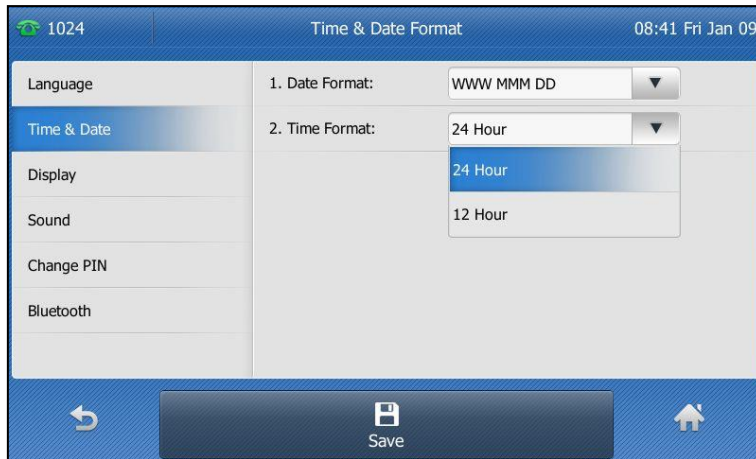 1024
Time & Date Format
08:41 Fri Jan 09
Language
Time & Date
Display
Sound
Change PIN
Bluetooth
1. Date Format:
WWW MMM DD
2. Time Format:
24 Hour
24 Hour
12 Hour
Save